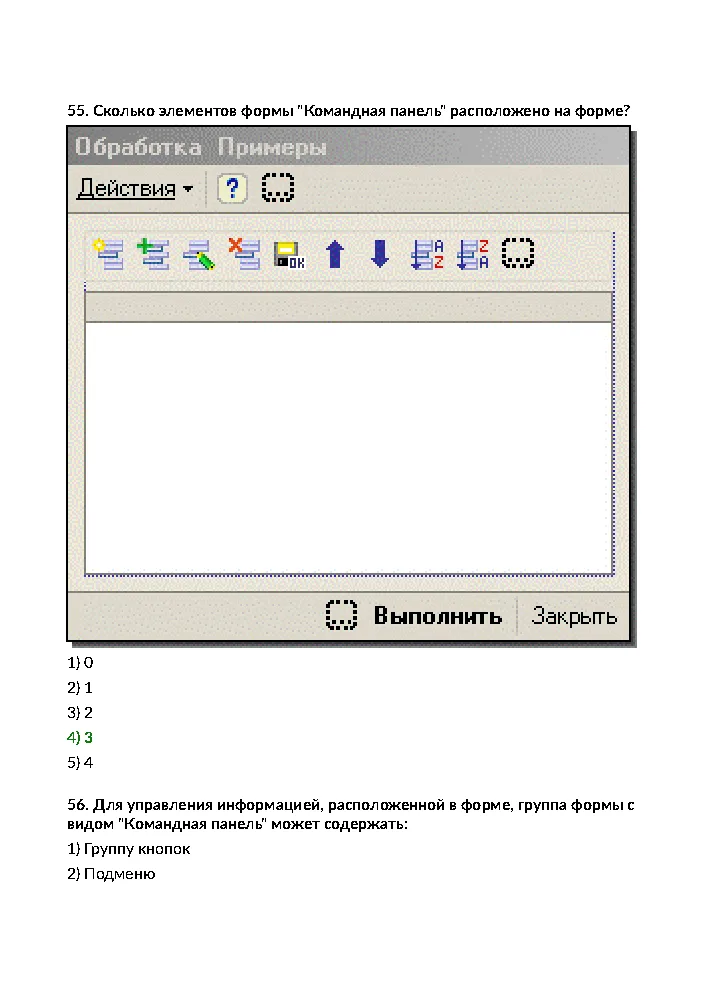 55. Сколько элементов формы "Командная панель" расположено на форме?
Обработка Примеры
Действия
?
OK
A
Z
Z
A
Выполнить Закрыть
1) 0
2) 1
3) 2
4) 3
5) 4
56. Для управления информацией, расположенной в форме, группа формы с
видом "Командная панель" может содержать:
1) Группу кнопок
2) Подменю